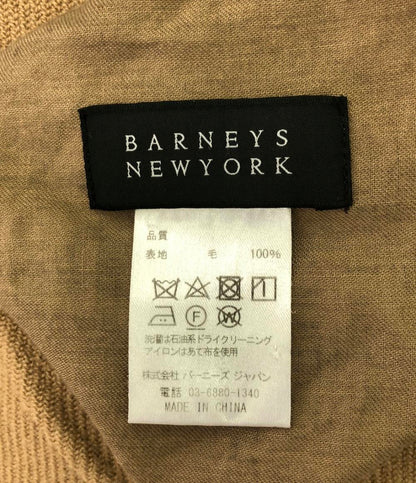 BARNEYS
NEWYORK
品質
表地 毛 100%
F W
洗濯は石油系ドライクリーニング
アイロンはあて布を使用
株式会社 バーニーズ ジャパン
電話 03-6880-1340
MADE IN CHINA